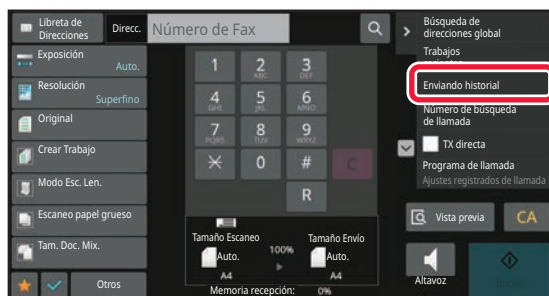 Libreta de
Direcciones
Direcc.
Número de Fax
Búsqueda de
direcciones global
Exposición
Auto.
Trabajos
Resolución
Superfino
Enviando historial
Original
Número de búsqueda
de llamada
Crear Trabajo
TX directa
Modo Esc. Len.
Programa de llamada
Ajustes registrados de llamada
Escaneo papel grueso
Tam. Doc. Mix.
Otros
1
2
ABC
3
DEF
4
GHI
5
JKL
6
MNO
7
PQRS
8
TUV
9
WXYZ
0
#
C
R
Tamaño Escaneo
Auto.
A4
100%
Tamaño Envío
Auto.
A4
Memoria recepción: 0%
Vista previa
CA
Altavoz